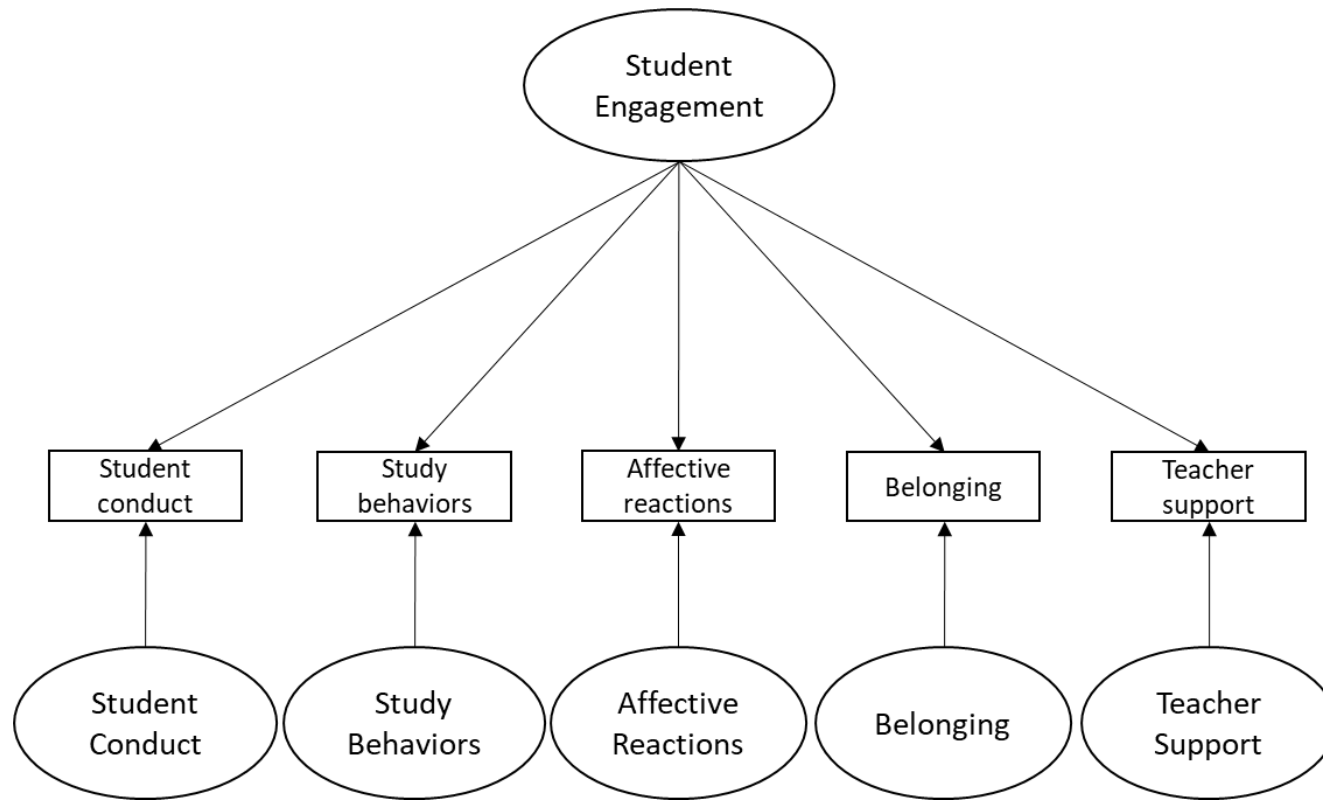 Student
Engagement
Student
conduct
Study
behaviors
Affective
reactions
Belonging
Teacher
support
Student
Conduct
Study
Behaviors
Affective
Reactions
Belonging
Teacher
Support